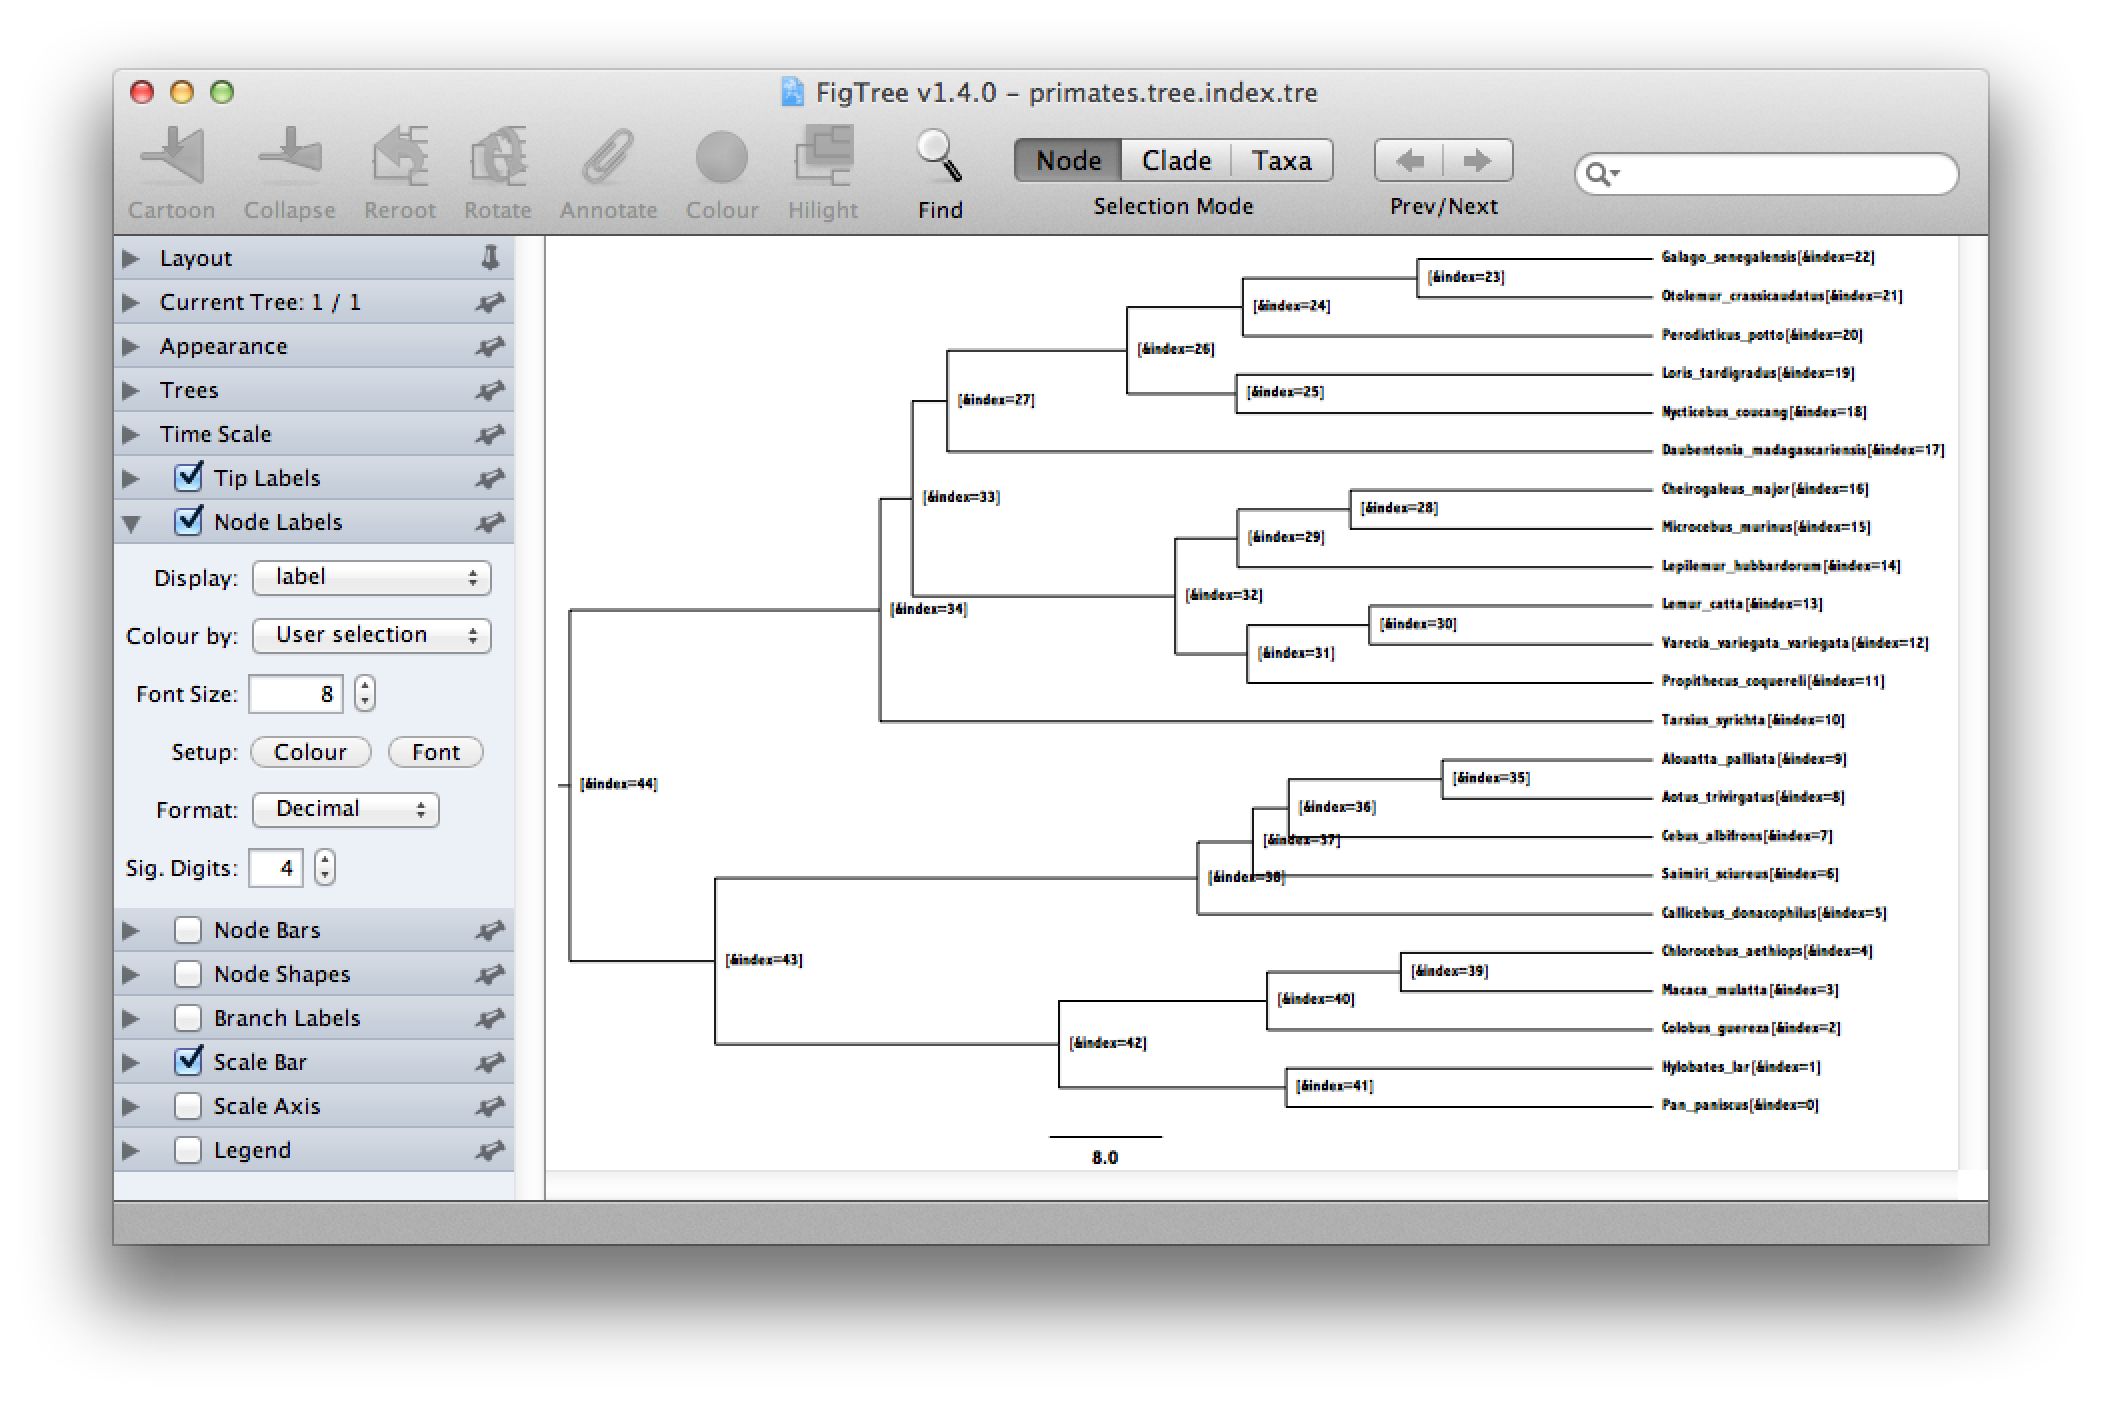 FigTree v1.4.0 – primates.tree.index.tre
Cartoon Collapse Reroot Rotate Annotate Colour Hilight Find
Node Clade Taxa
Selection Mode
Prev/Next
Layout
Current Tree: 1 / 1
Appearance
Trees
Time Scale
Tip Labels
Node Labels
Display: label
Colour by: User selection
Font Size: 8
Setup: Colour Font
Format: Decimal
Sig. Digits: 4
Node Bars
Node Shapes
Branch Labels
Scale Bar
Scale Axis
Legend
Galago_senegalensis[&index=22]
[&index=23]
Otolemur_crassicaudatus[&index=21]
[&index=24]
Perodicticus_potto[&index=20]
[&index=26]
Loris_tardigradus[&index=19]
[&index=25]
[&index=27]
Nycticebus_coucang[&index=18]
Daubentonia_madagascariensis[&index=17]
Cheirogaleus_major[&index=16]
[&index=33]
[&index=28]
Microcebus_murinus[&index=15]
[&index=29]
Lepilemur_hubbardorum[&index=14]
[&index=32]
Lemur_catta[&index=13]
[&index=34]
[&index=30]
Varecia_variegata_variegata[&index=12]
[&index=31]
Propithecus_coquereli[&index=11]
Tarsius_syrichta[&index=10]
Alouatta_palliata[&index=9]
[&index=44]
[&index=35]
Aotus_trivirgatus[&index=8]
[&index=36]
Cebus_albifrons[&index=7]
[&index=37]
Saimiri_sciureus[&index=6]
[&index=38]
Callicebus_donacophilus[&index=5]
Chlorocebus_aethiops[&index=4]
[&index=43]
[&index=39]
Macaca_mulatta[&index=3]
[&index=40]
Colobus_guereza[&index=2]
[&index=42]
Hylobates_lar[&index=1]
[&index=41]
Pan_paniscus[&index=0]
8.0